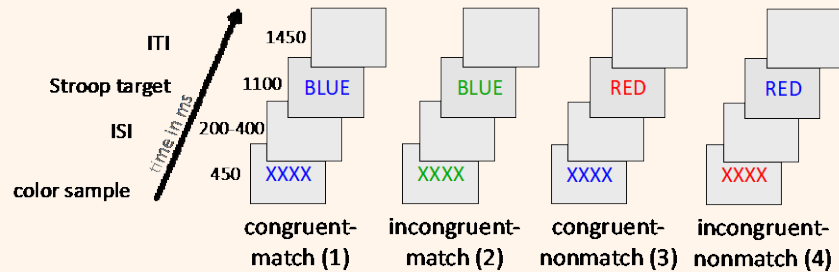 ITI
1450
Stroop target
1100
BLUE
BLUE
RED
RED
ISI
200-400
time in ms
color sample
450
XXXX
XXXX
XXXX
XXXX
congruent-
match (1)
incongruent-
match (2)
congruent-
nonmatch (3)
incongruent-
nonmatch (4)